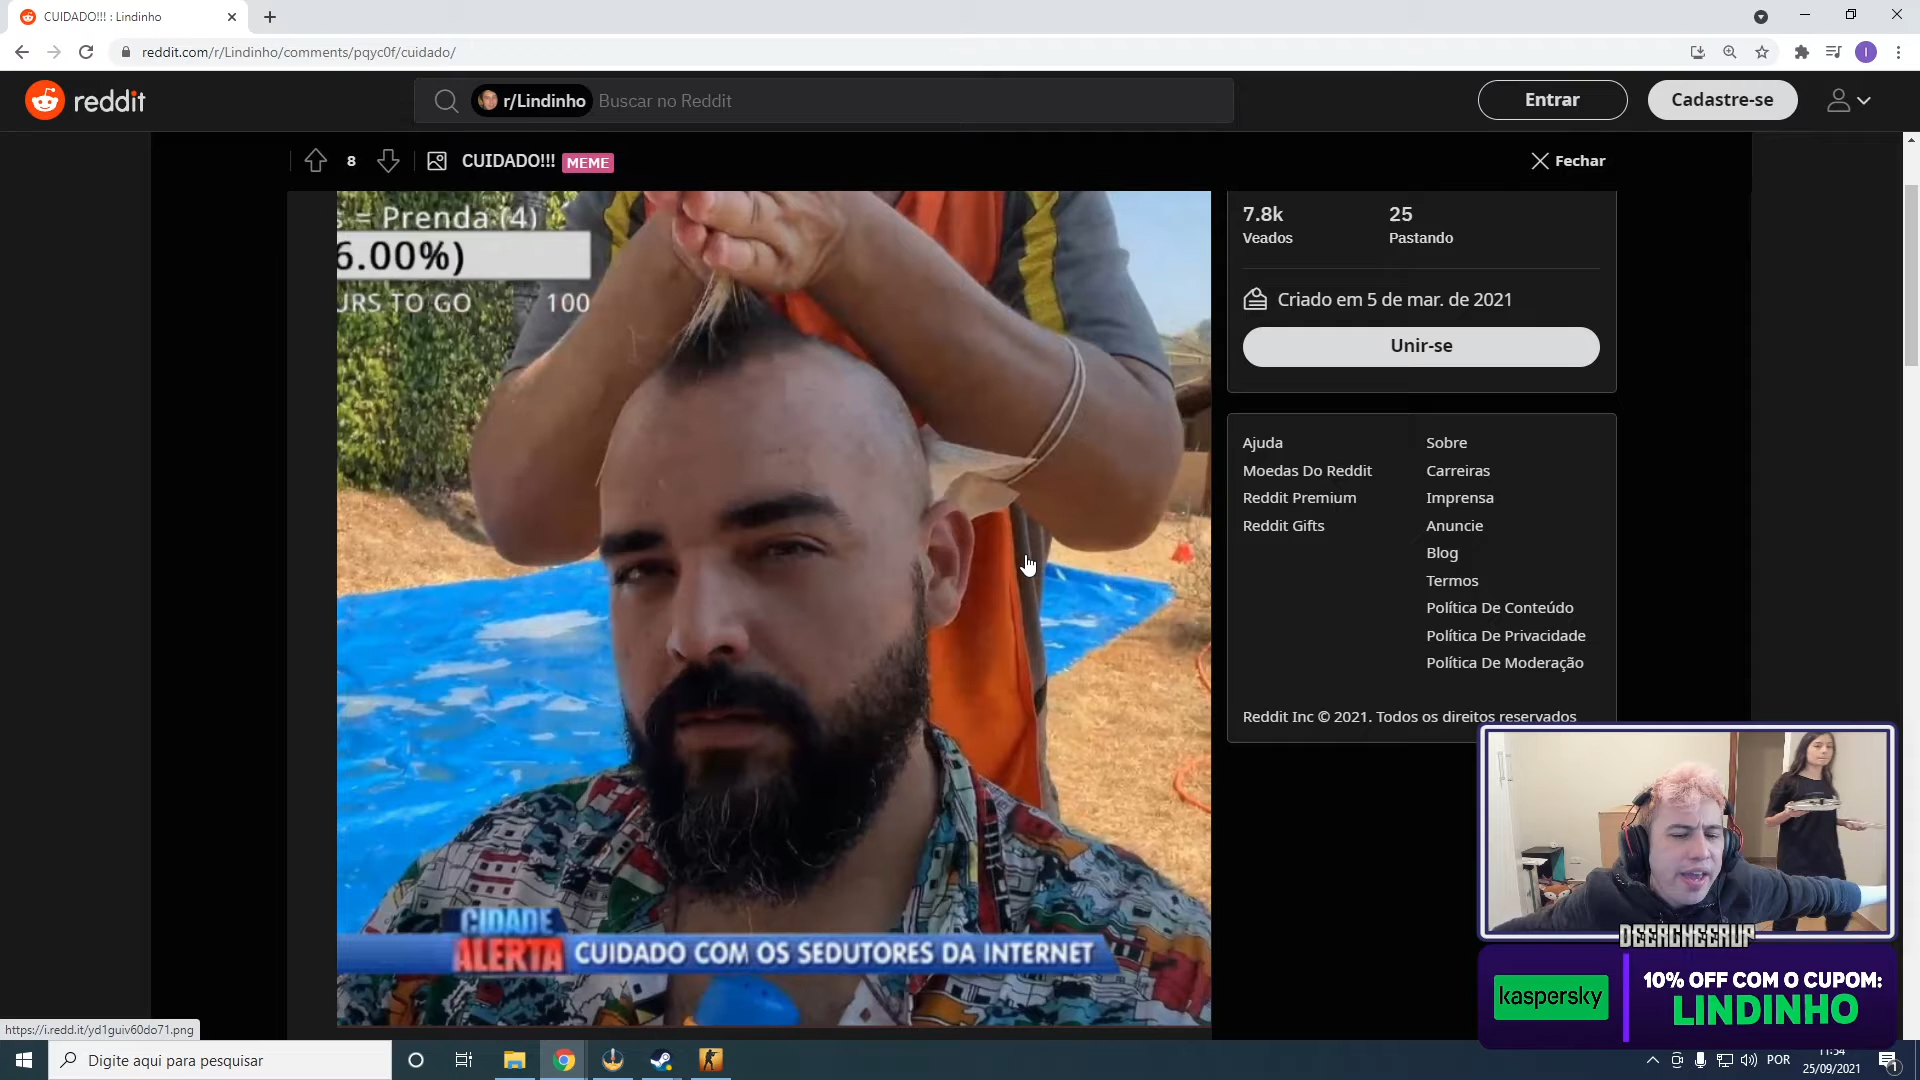 CUIDADO!!! : Lindinho
reddit.com/r/Lindinho/comments/pqyc0f/cuidado/
I
reddit
r/Lindinho
Buscar no Reddit
Entrar
Cadastre-se
8
CUIDADO!!!
MEME
Fechar
s = Prenda (4)
6.00%)
URS TO GO 100
7.8k 25
Veados Pastando
Criado em 5 de mar. de 2021
Unir-se
Ajuda Sobre
Moedas Do Reddit Carreiras
Reddit Premium Imprensa
Reddit Gifts Anuncie
Blog
Termos
Política De Conteúdo
Política De Privacidade
Política De Moderação
Reddit Inc © 2021. Todos os direitos reservados
CIDADE
ALERTA
CUIDADO COM OS SEDUTORES DA INTERNET
DEERCHEERUP
kaspersky
10% OFF COM O CUPOM:
LINDINHO
https://i.redd.it/yd1guiv60do71.png
Digite aqui para pesquisar
POR
11:54
25/09/2021
1